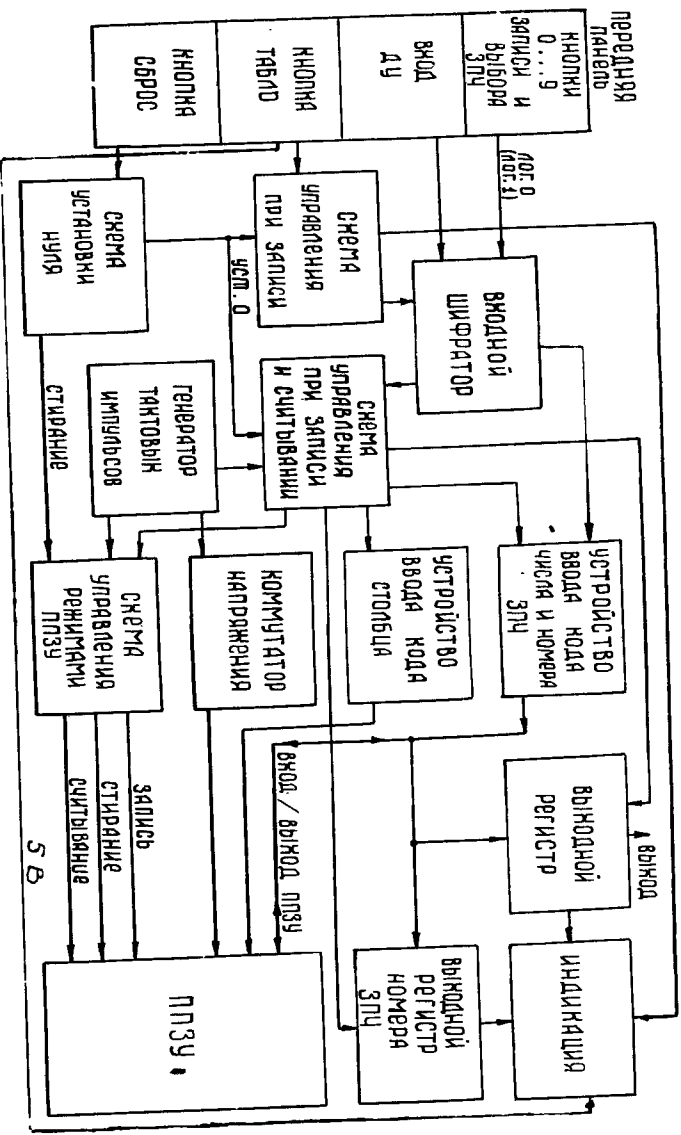 ПЕРЕДНЯЯ
ПАНЕЛЬ
КНОПКИ
0...9
ЗАПИСИ И
ВЫБОРА
ЗПЧ
ВХОД
ДУ
КНОПКА
ТАБЛО
КНОПКА
СБРОС
ЛОГ. 0
(ЛОГ. 1)
ВХОДНОЙ
ШИФРАТОР
СХЕМА
УПРАВЛЕНИЯ
ПРИ ЗАПИСИ
СХЕМА
УСТАНОВКИ
НУЛЯ
УСТ. 0
СТИРАНИЕ
СХЕМА
УПРАВЛЕНИЯ
ПРИ ЗАПИСИ
И СЧИТЫВАНИИ
ГЕНЕРАТОР
ТАКТОВЫХ
ИМПУЛЬСОВ
УСТРОЙСТВО
ВВОДА КОДА
ЧИСЛА И НОМЕРА
ЗПЧ
УСТРОЙСТВО
ВВОДА КОДА
СТОЛБЦА
КОММУТАТОР
НАПРЯЖЕНИЯ
СХЕМА
УПРАВЛЕНИЯ
РЕЖИМАМИ
ППЗУ
ВЫХОДНОЙ
РЕГИСТР
ВЫХОД
ВХОД / ВЫХОД ППЗУ
ЗАПИСЬ
СТИРАНИЕ
СЧИТЫВАНИЕ
5 В
ИНДИКАЦИЯ
ВЫХОДНОЙ
РЕГИСТР
НОМЕРА
ЗПЧ
ППЗУ